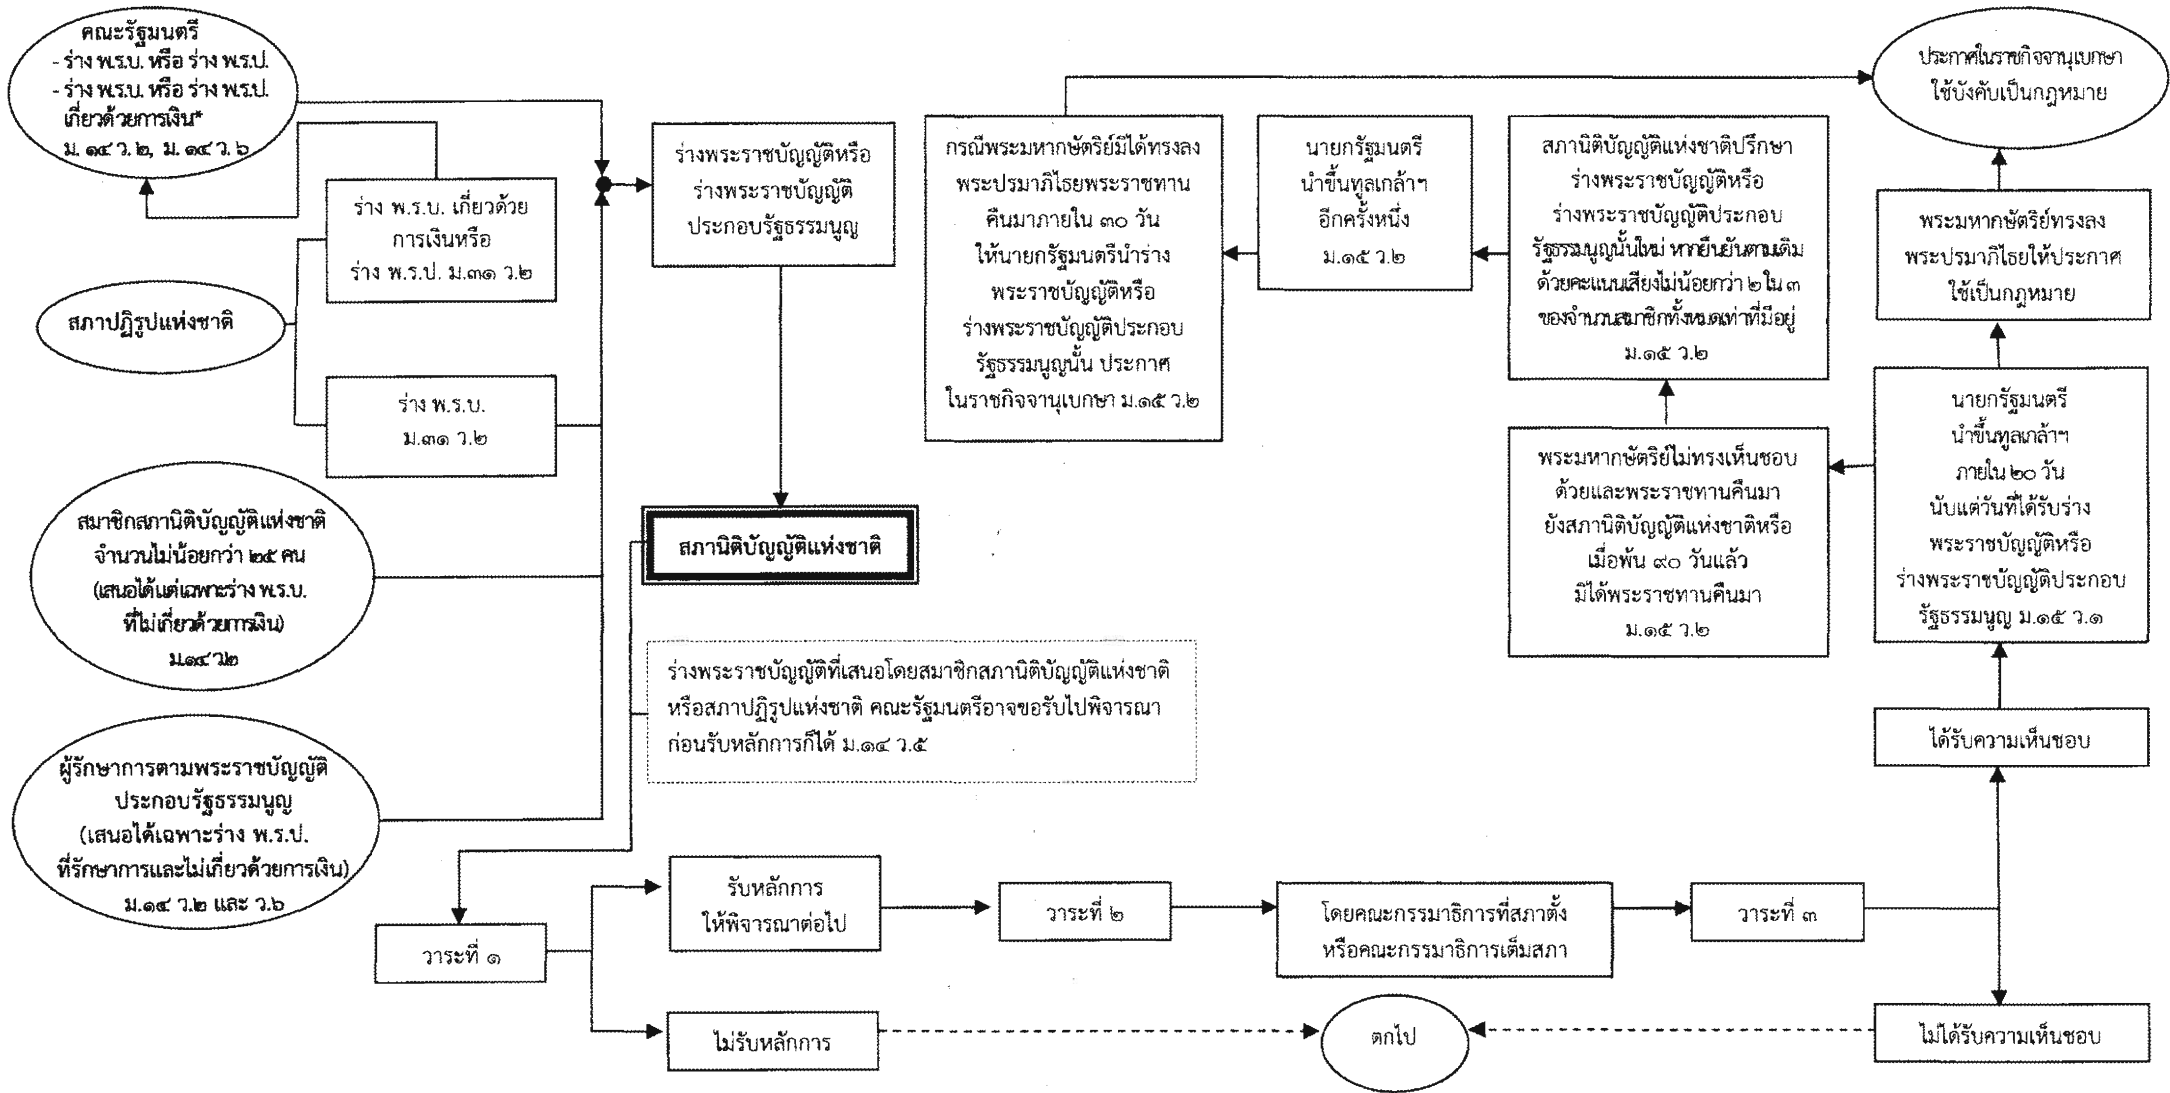 คณะรัฐมนตรี
- ร่าง พ.ร.บ. หรือ ร่าง พ.ร.ป.
- ร่าง พ.ร.บ. หรือ ร่าง พ.ร.ป.
เกี่ยวด้วยการเงิน*
ม. ๑๔ ว. ๒, ม. ๑๔ ว. ๖
ร่าง พ.ร.บ. เกี่ยวด้วย
การเงินหรือ
ร่าง พ.ร.ป. ม.๓๑ ว.๒
สภาปฏิรูปแห่งชาติ
ร่าง พ.ร.บ.
ม.๓๑ ว.๒
สมาชิกสภานิติบัญญัติแห่งชาติ
จำนวนไม่น้อยกว่า ๒๕ คน
(เสนอได้แต่เฉพาะร่าง พ.ร.บ.
ที่ไม่เกี่ยวด้วยการเงิน)
ม.๑๔ ว๒
ผู้รักษาการตามพระราชบัญญัติ
ประกอบรัฐธรรมนูญ
(เสนอได้เฉพาะร่าง พ.ร.ป.
ที่รักษาการและไม่เกี่ยวด้วยการเงิน)
ม.๑๔ ว.๒ และ ว.๖
ร่างพระราชบัญญัติหรือ
ร่างพระราชบัญญัติ
ประกอบรัฐธรรมนูญ
สภานิติบัญญัติแห่งชาติ
ร่างพระราชบัญญัติที่เสนอโดยสมาชิกสภานิติบัญญัติแห่งชาติ
หรือสภาปฏิรูปแห่งชาติ คณะรัฐมนตรีอาจขอรับไปพิจารณา
ก่อนรับหลักการก็ได้ ม.๑๔ ว.๕
วาระที่ ๑
รับหลักการ
ให้พิจารณาต่อไป
ไม่รับหลักการ
วาระที่ ๒
โดยคณะกรรมาธิการที่สภาตั้ง
หรือคณะกรรมาธิการเต็มสภา
วาระที่ ๓
ตกไป
ไม่ได้รับความเห็นชอบ
ได้รับความเห็นชอบ
นายกรัฐมนตรี
นำขึ้นทูลเกล้าฯ
ภายใน ๒๐ วัน
นับแต่วันที่ได้รับร่าง
พระราชบัญญัติหรือ
ร่างพระราชบัญญัติประกอบ
รัฐธรรมนูญ ม.๑๕ ว.๑
พระมหากษัตริย์ทรงลง
พระปรมาภิไธยให้ประกาศ
ใช้เป็นกฎหมาย
ประกาศในราชกิจจานุเบกษา
ใช้บังคับเป็นกฎหมาย
พระมหากษัตริย์ไม่ทรงเห็นชอบ
ด้วยและพระราชทานคืนมา
ยังสภานิติบัญญัติแห่งชาติหรือ
เมื่อพ้น ๙๐ วันแล้ว
มิได้พระราชทานคืนมา
ม.๑๕ ว.๒
สภานิติบัญญัติแห่งชาติปรึกษา
ร่างพระราชบัญญัติหรือ
ร่างพระราชบัญญัติประกอบ
รัฐธรรมนูญนั้นใหม่ หากยืนยันตามเดิม
ด้วยคะแนนเสียงไม่น้อยกว่า ๒ ใน ๓
ของจำนวนสมาชิกทั้งหมดเท่าที่มีอยู่
ม.๑๕ ว.๒
นายกรัฐมนตรี
นำขึ้นทูลเกล้าฯ
อีกครั้งหนึ่ง
ม.๑๕ ว.๒
กรณีพระมหากษัตริย์มิได้ทรงลง
พระปรมาภิไธยพระราชทาน
คืนมาภายใน ๓๐ วัน
ให้นายกรัฐมนตรีนำร่าง
พระราชบัญญัติหรือ
ร่างพระราชบัญญัติประกอบ
รัฐธรรมนูญนั้น ประกาศ
ในราชกิจจานุเบกษา ม.๑๕ ว.๒